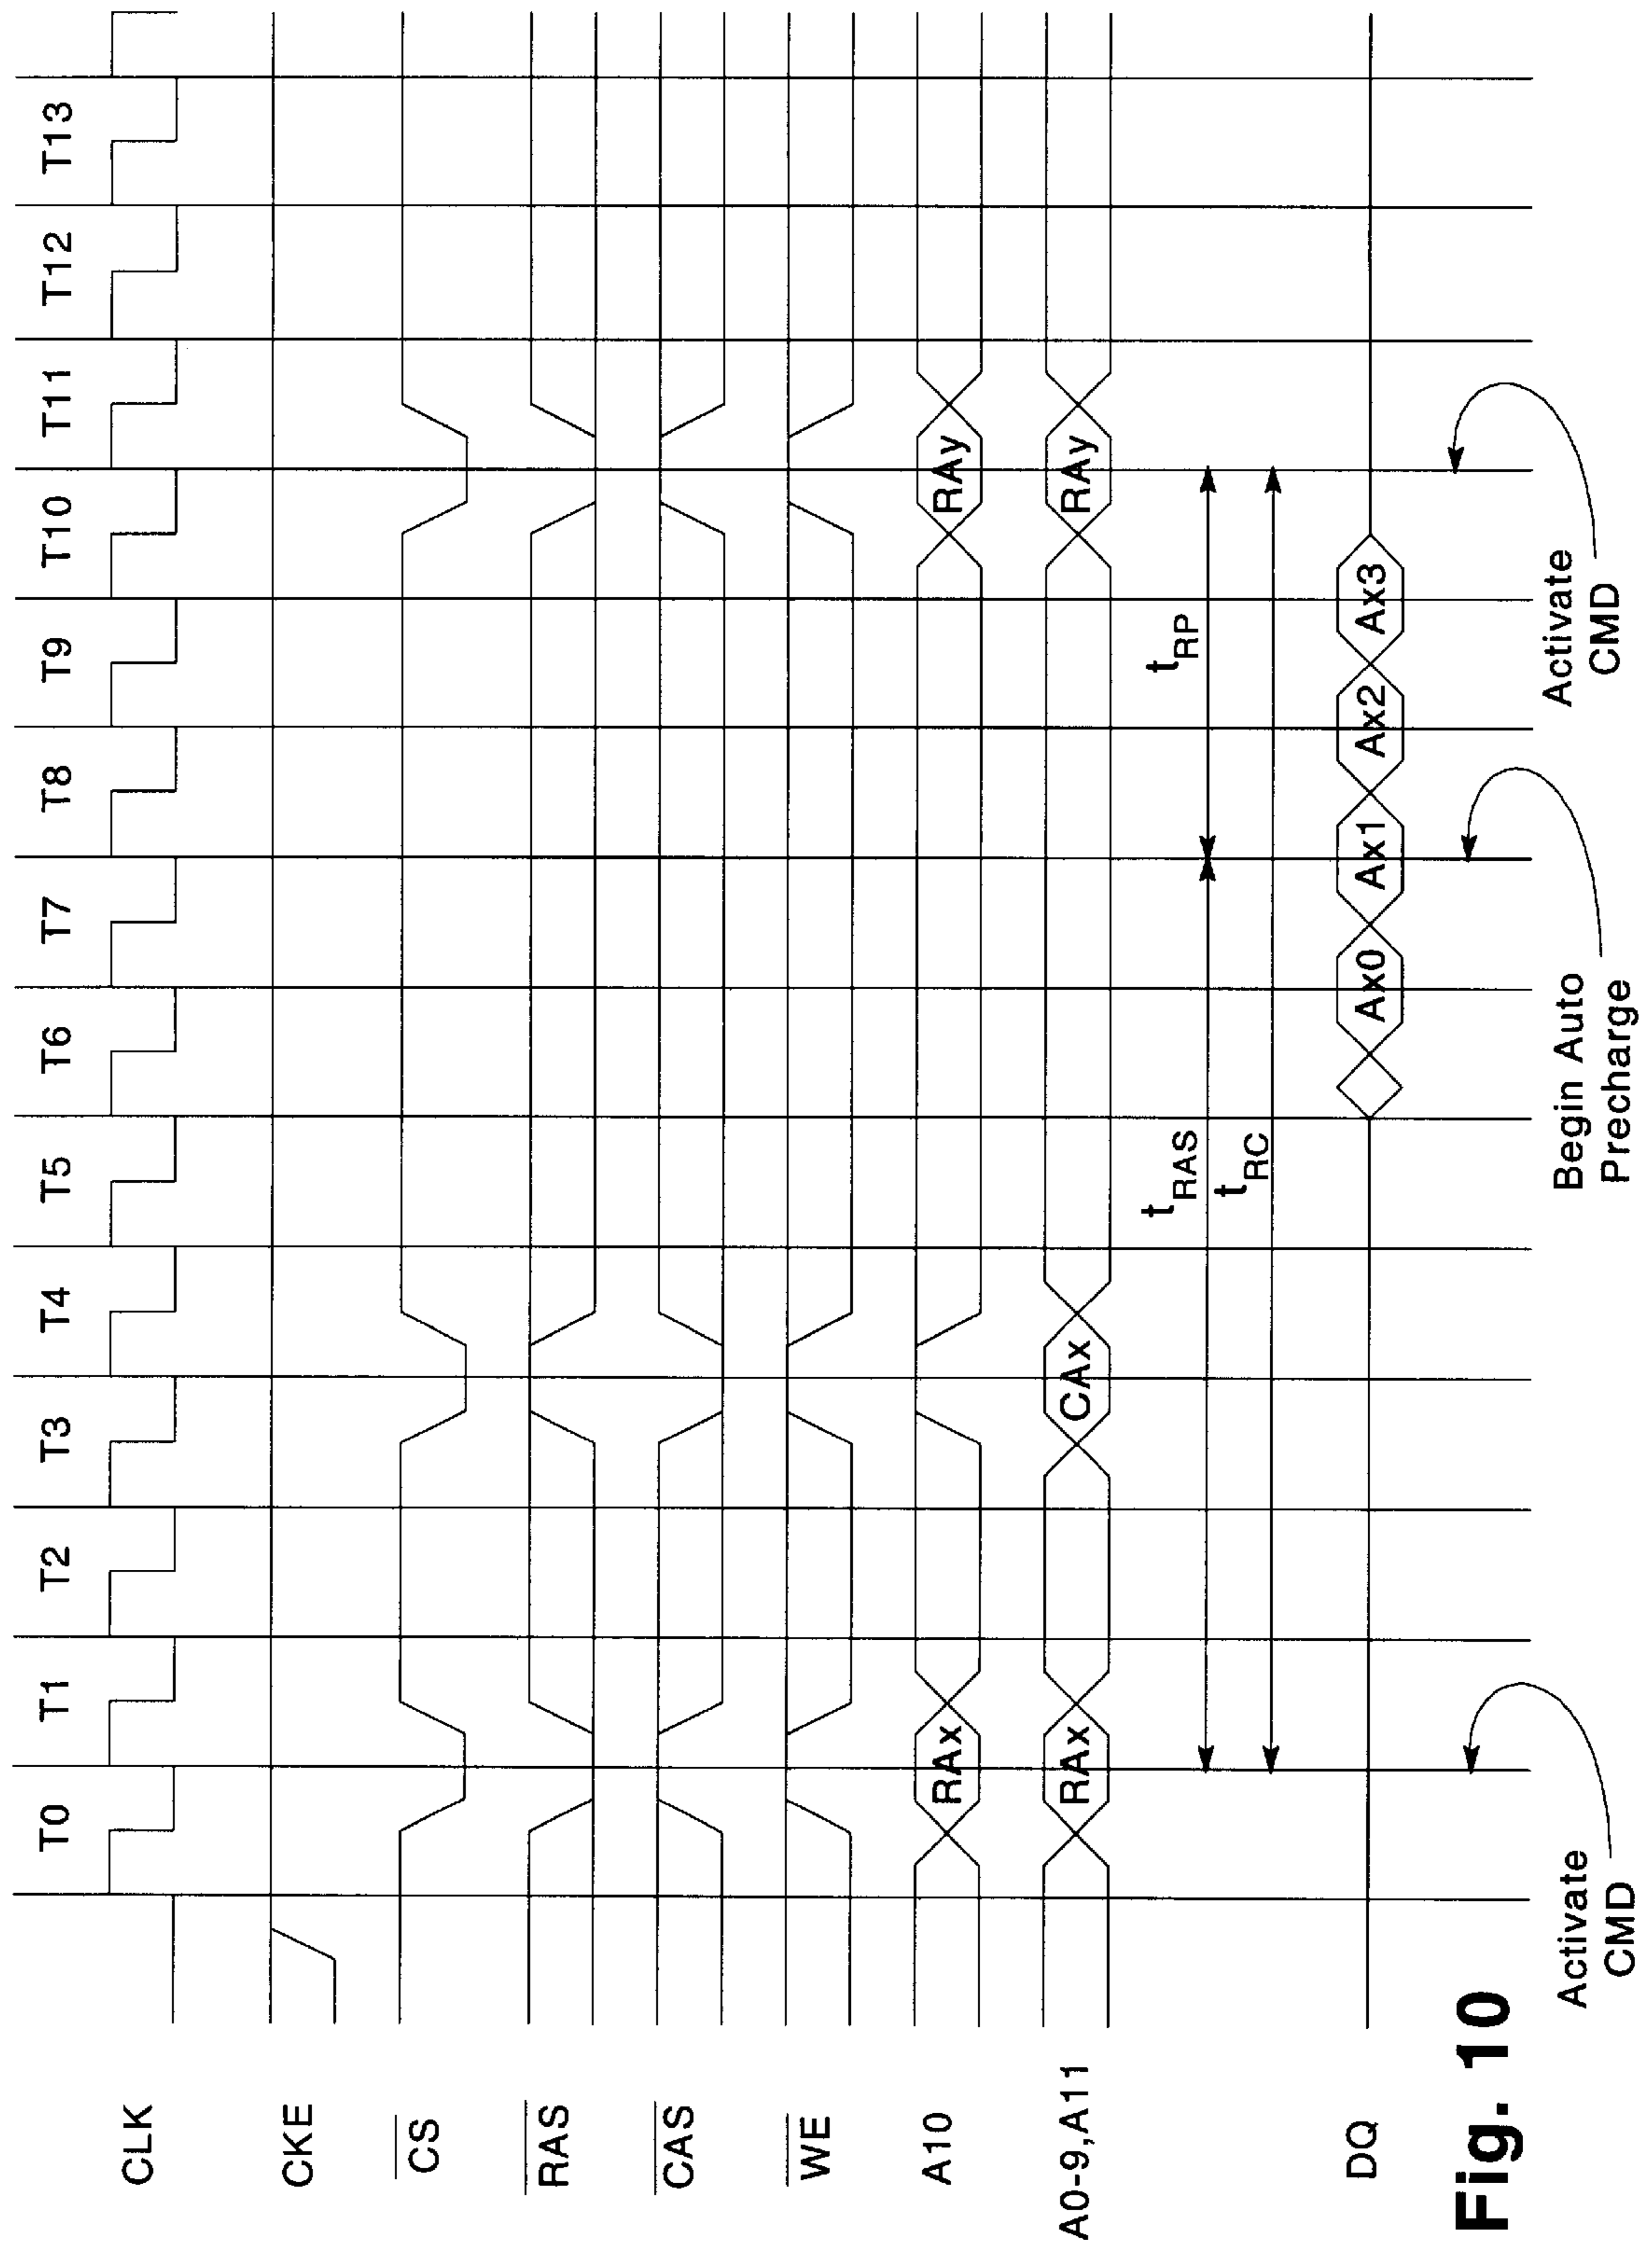 T0 T1 T2 T3 T4 T5 T6 T7 T8 T9 T10 T11 T12 T13
CLK
CKE
CS
RAS
CAS
WE
A10 RAx RAy
A0-9,A11 RAx CAx RAy
tRAS tRP
tRC
DQ Ax0 Ax1 Ax2 Ax3
Activate
CMD
Begin Auto
Precharge
Activate
CMD
Fig. 10